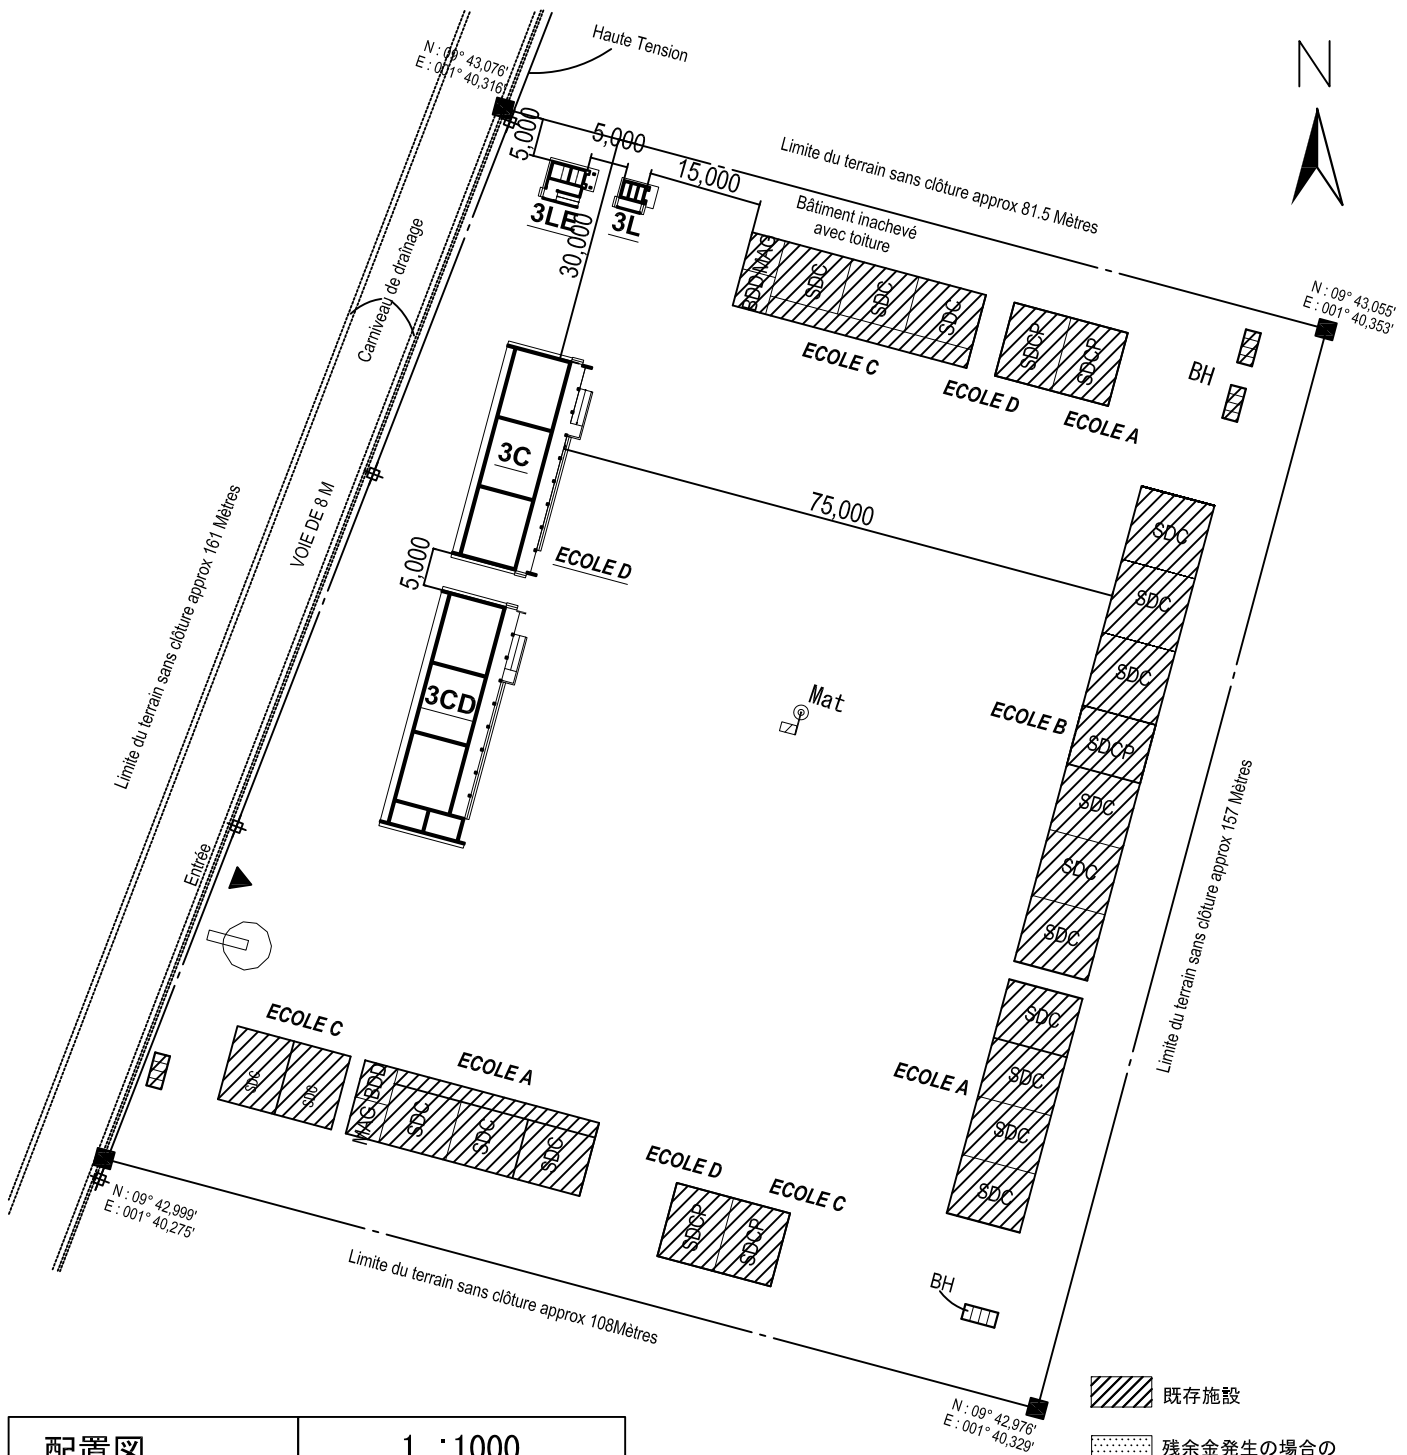 Haute Tension
N : 09° 43,076'
E : 001° 40,316'
N
5,000
5,000
15,000
Limite du terrain sans clôture approx 81.5 Mètres
3LE
3L
30,000
Bâtiment inachevé
avec toiture
BDD MAG
SDC
SDC
SDC
ECOLE C
SDCP
SDCP
ECOLE D
ECOLE A
N : 09° 43,055'
E : 001° 40,353'
BH
Carniveau de draînage
3C
75,000
VOIE DE 8 M
Limite du terrain sans clôture approx 161 Mètres
5,000
ECOLE D
3CD
Mat
SDC
SDC
SDC
ECOLE B
SDCP
SDC
SDC
SDC
Limite du terrain sans clôture approx 157 Mètres
Entrée
ECOLE C
SDC
SDC
ECOLE A
MAG BDD
SDC
SDC
SDC
ECOLE A
SDC
SDC
SDC
SDC
ECOLE D
ECOLE C
SDCP
SDCP
N : 09° 42,999'
E : 001° 40,275'
Limite du terrain sans clôture approx 108Mètres
BH
N : 09° 42,976'
E : 001° 40,329'
既存施設
残余金発生の場合の
配置図
1 : 1000